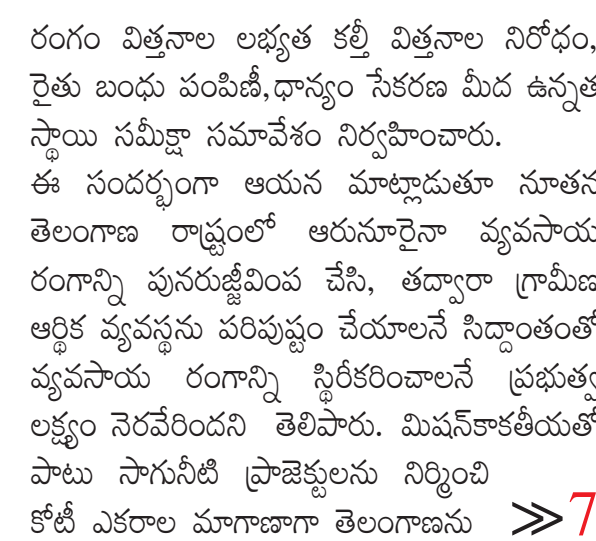 రంగం విత్తనాల లభ్యత కల్తీ విత్తనాల నిరోధం,
రైతు బంధు పంపిణీ,ధాన్యం సేకరణ మీద ఉన్నత
స్థాయి సమీక్షా సమావేశం నిర్వహించారు.
ఈ సందర్భంగా ఆయన మాట్లాడుతూ నూతన
తెలంగాణ రాష్ట్రంలో ఆరునూరైనా వ్యవసాయ
రంగాన్ని పునరుజ్జీవింప చేసి, తద్వారా గ్రామీణ
ఆర్థిక వ్యవస్థను పరిపుష్టం చేయాలనే సిద్దాంతంతో
వ్యవసాయ రంగాన్ని స్థిరీకరించాలనే ప్రభుత్వ
లక్ష్యం నెరవేరిందని తెలిపారు. మిషన్‌కాకతీయతో
పాటు సాగునీటి ప్రాజెక్టులను నిర్మించి
కోటీ ఎకరాల మాగాణాగా తెలంగాణను >>7